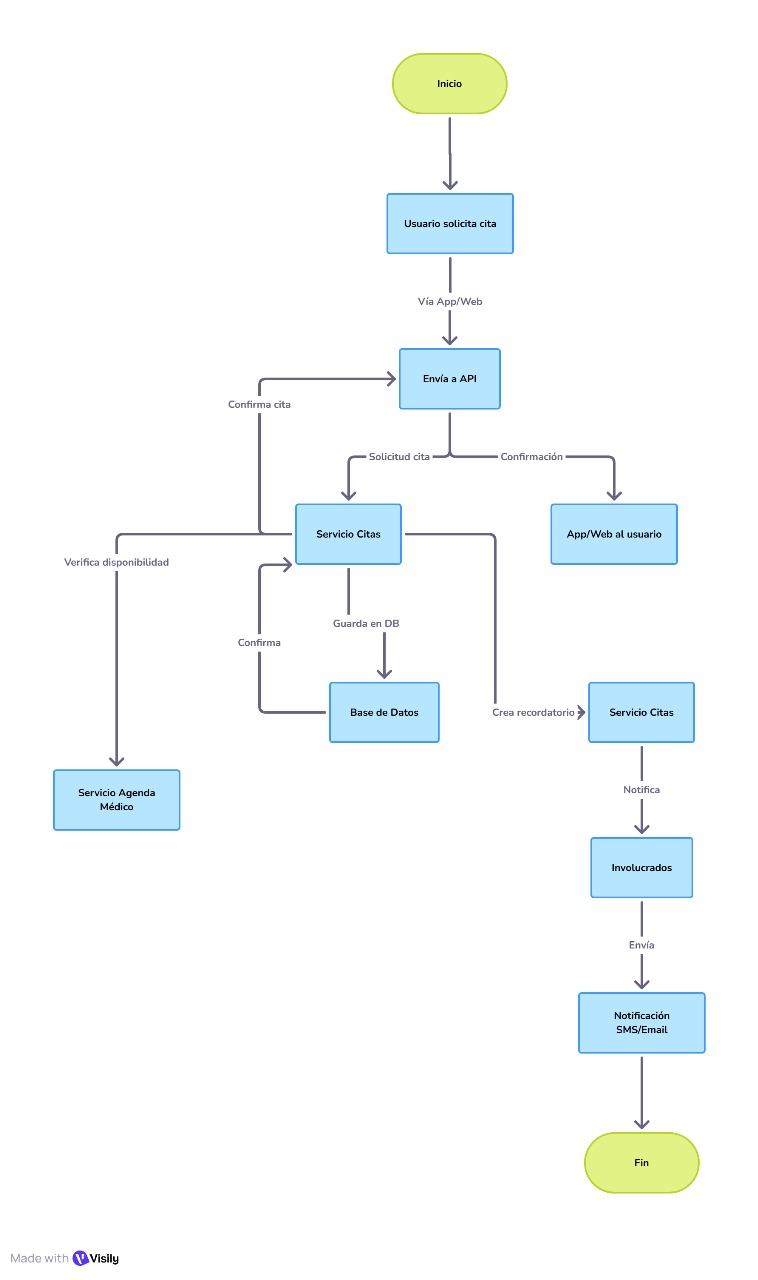 Inicio
Usuario solicita cita
Vía App/Web
Envía a API
Confirma cita
Solicitud cita
Confirmación
Servicio Citas
App/Web al usuario
Verifica disponibilidad
Guarda en DB
Confirma
Base de Datos
Crea recordatorio
Servicio Citas
Servicio Agenda
Médico
Notifica
Involucrados
Envía
Notificación
SMS/Email
Fin
Made with Visily